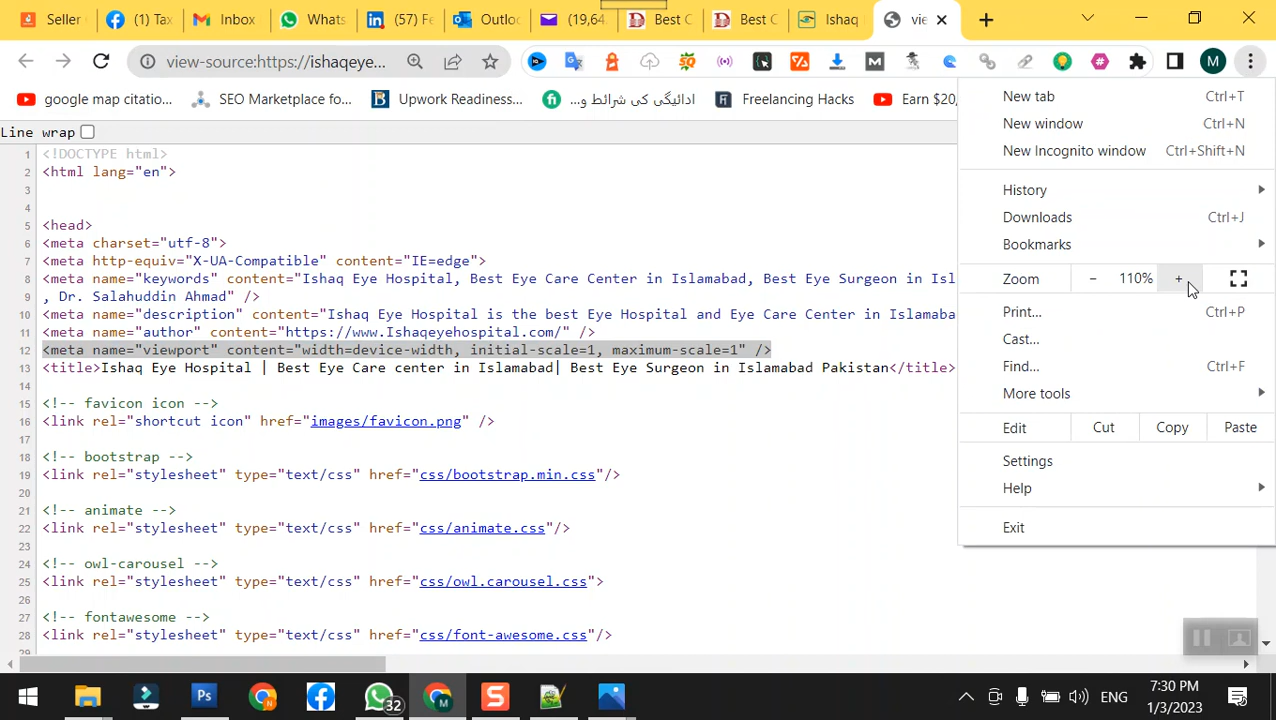 Seller
(1) Ta
Inbox
Whats
(57) Fe
Outlo
(19,64
Best C
Best C
Ishaq
vie
view-source:https://ishaqeye...
google map citatio...
SEO Marketplace fo...
Upwork Readiness...
ادائیگی کی شرائط و...
Freelancing Hacks
Earn $20,
Line wrap
1 <!DOCTYPE html>
2 <html lang="en">
3
4
5 <head>
6 <meta charset="utf-8">
7 <meta http-equiv="X-UA-Compatible" content="IE=edge">
8 <meta name="keywords" content="Ishaq Eye Hospital, Best Eye Care Center in Islamabad, Best Eye Surgeon in Isl
9 , Dr. Salahuddin Ahmad" />
10 <meta name="description" content="Ishaq Eye Hospital is the best Eye Hospital and Eye Care Center in Islamaba
11 <meta name="author" content="https://www.Ishaqeyehospital.com/" />
12 <meta name="viewport" content="width=device-width, initial-scale=1, maximum-scale=1" />
13 <title>Ishaq Eye Hospital | Best Eye Care center in Islamabad| Best Eye Surgeon in Islamabad Pakistan</title>
14
15 <!-- favicon icon -->
16 <link rel="shortcut icon" href="images/favicon.png" />
17
18 <!-- bootstrap -->
19 <link rel="stylesheet" type="text/css" href="css/bootstrap.min.css"/>
20
21 <!-- animate -->
22 <link rel="stylesheet" type="text/css" href="css/animate.css"/>
23
24 <!-- owl-carousel -->
25 <link rel="stylesheet" type="text/css" href="css/owl.carousel.css">
26
27 <!-- fontawesome -->
28 <link rel="stylesheet" type="text/css" href="css/font-awesome.css"/>
29
New tab Ctrl+T
New window Ctrl+N
New Incognito window Ctrl+Shift+N
History
Downloads Ctrl+J
Bookmarks
Zoom − 110% +
Print... Ctrl+P
Cast...
Find... Ctrl+F
More tools
Edit Cut Copy Paste
Settings
Help
Exit
32
ENG
7:30 PM
1/3/2023